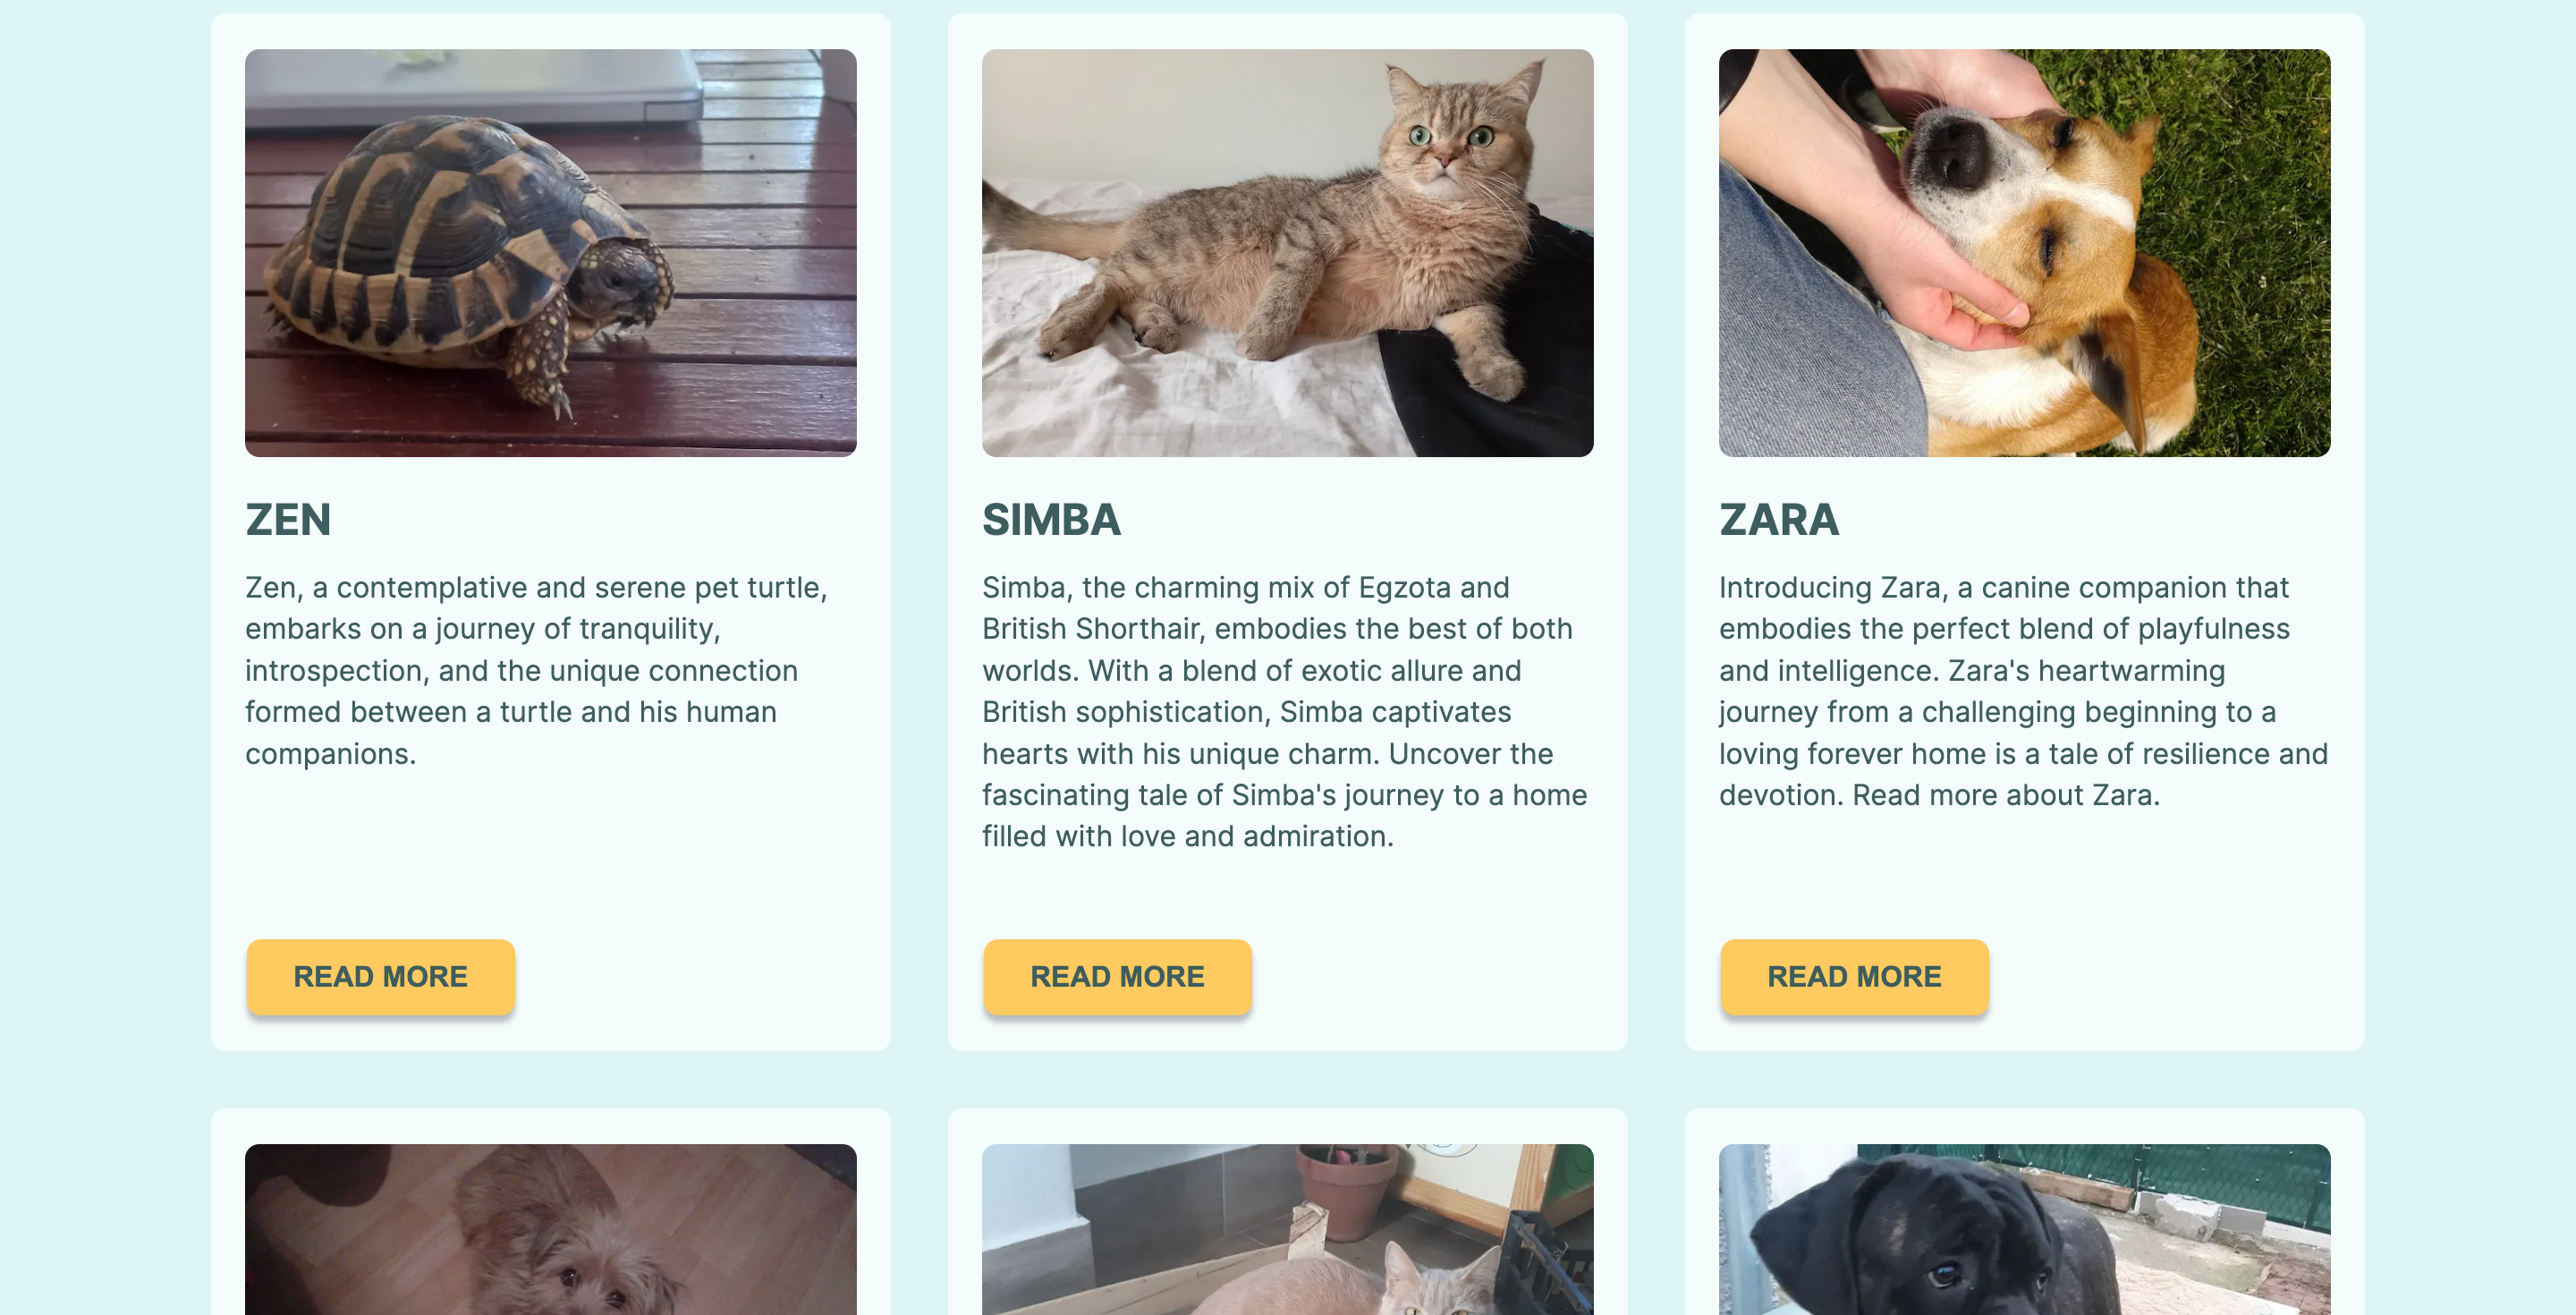 ZEN
Zen, a contemplative and serene pet turtle,
embarks on a journey of tranquility,
introspection, and the unique connection
formed between a turtle and his human
companions.
READ MORE
SIMBA
Simba, the charming mix of Egzota and
British Shorthair, embodies the best of both
worlds. With a blend of exotic allure and
British sophistication, Simba captivates
hearts with his unique charm. Uncover the
fascinating tale of Simba's journey to a home
filled with love and admiration.
READ MORE
ZARA
Introducing Zara, a canine companion that
embodies the perfect blend of playfulness
and intelligence. Zara's heartwarming
journey from a challenging beginning to a
loving forever home is a tale of resilience and
devotion. Read more about Zara.
READ MORE